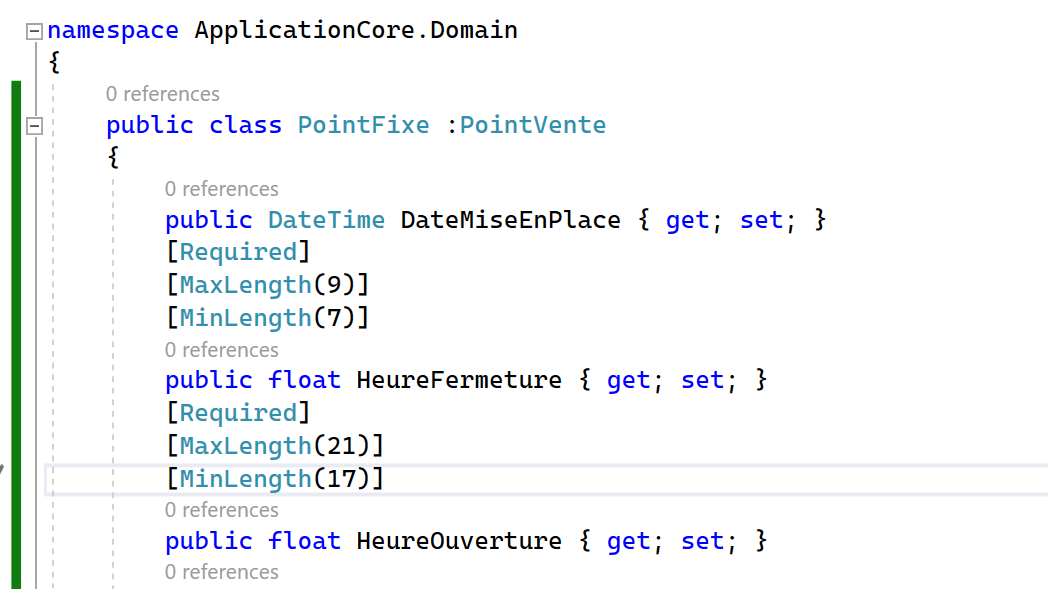 namespace ApplicationCore.Domain
{
0 references
public class PointFixe :PointVente
{
0 references
public DateTime DateMiseEnPlace { get; set; }
[Required]
[MaxLength(9)]
[MinLength(7)]
0 references
public float HeureFermeture { get; set; }
[Required]
[MaxLength(21)]
[MinLength(17)]
0 references
public float HeureOuverture { get; set; }
0 references